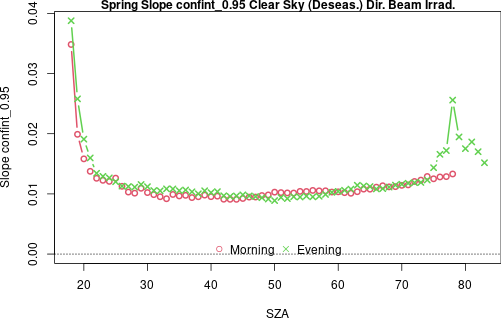 Spring Slope confint_0.95 Clear Sky (Deseas.) Dir. Beam Irrad.
Slope confint_0.95
0.04
0.03
0.02
0.01
0.00
Morning Evening
20 30 40 50 60 70 80
SZA